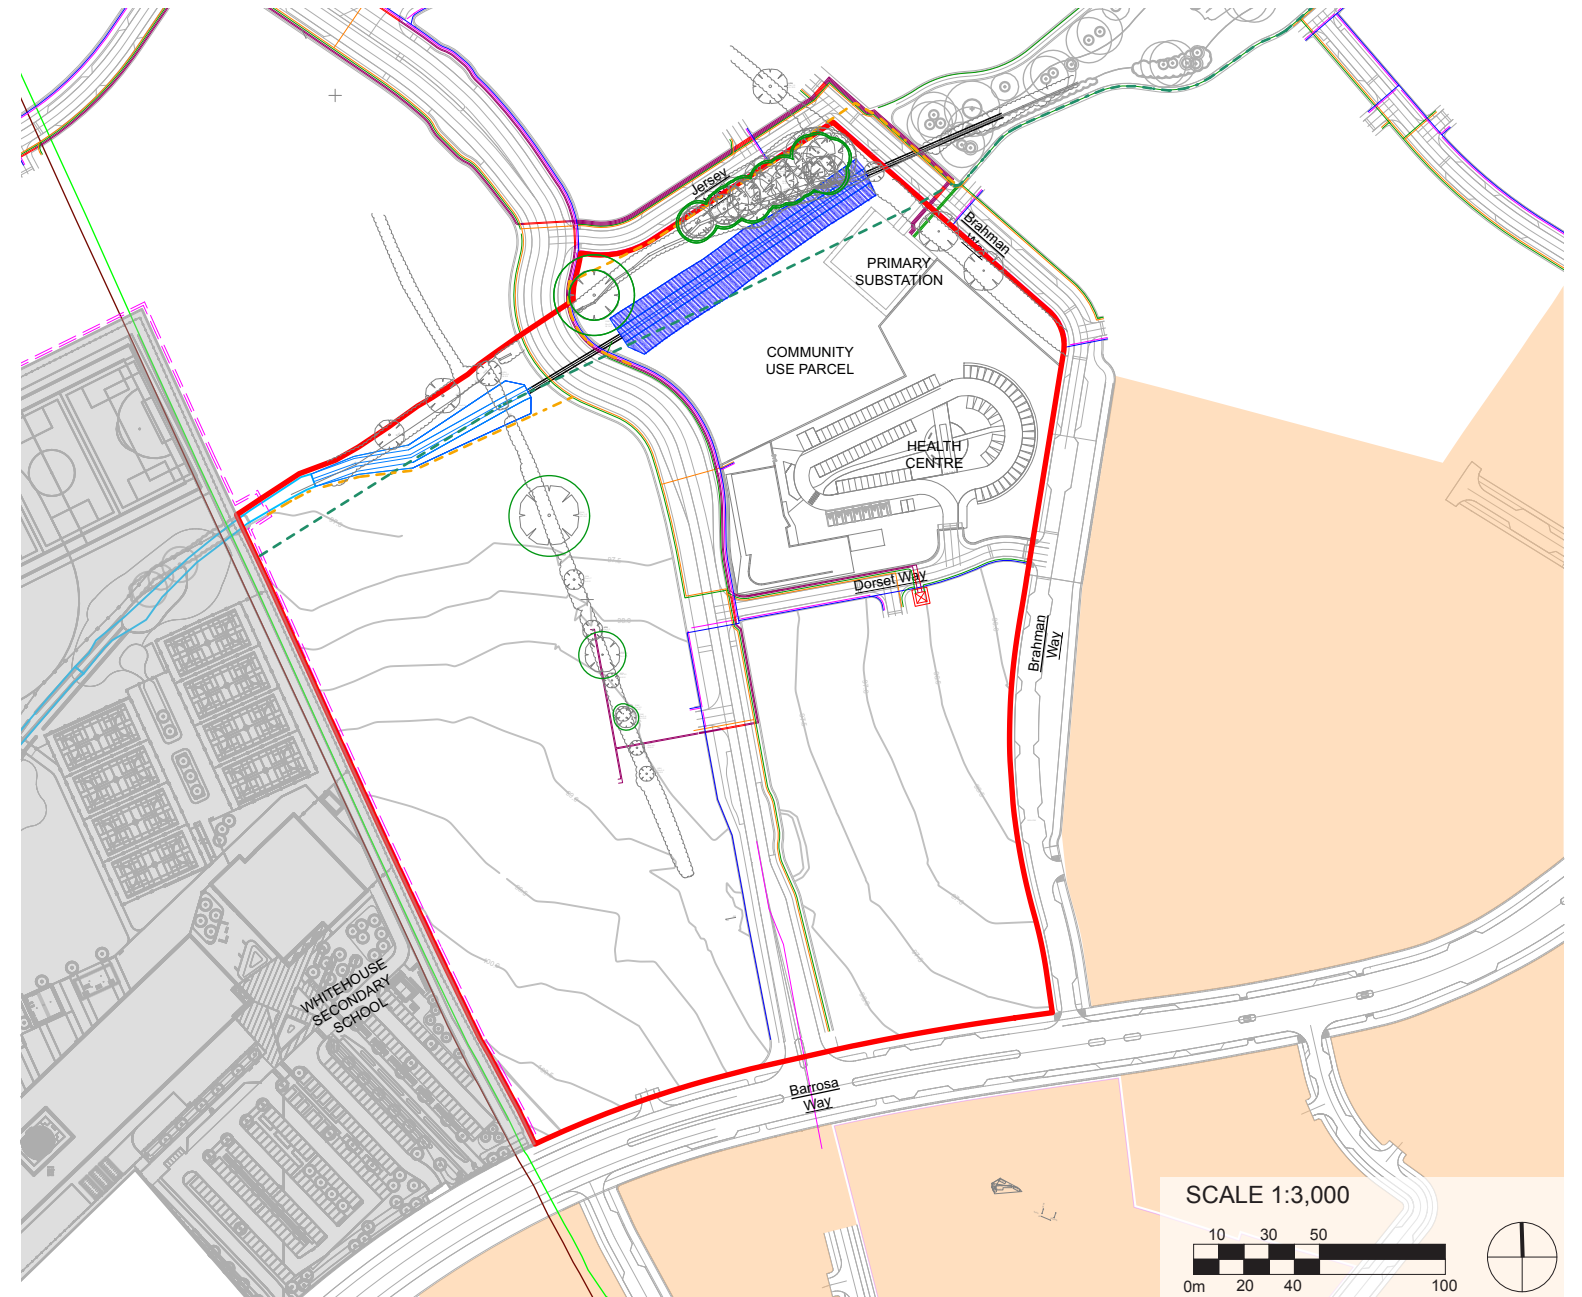 Jersey
Brahman
PRIMARY
SUBSTATION
COMMUNITY
USE PARCEL
HEALTH
CENTRE
Dorset Way
Brahman
Way
WHITEHOUSE
SECONDARY
SCHOOL
Barrosa
Way
SCALE 1:3,000
10 30 50
0m 20 40 100